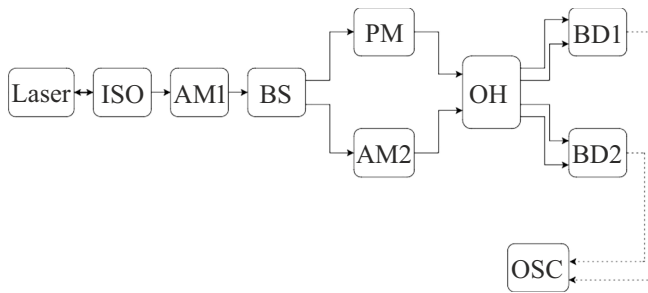 PM
BD1
Laser
ISO
AM1
BS
OH
AM2
BD2
OSC